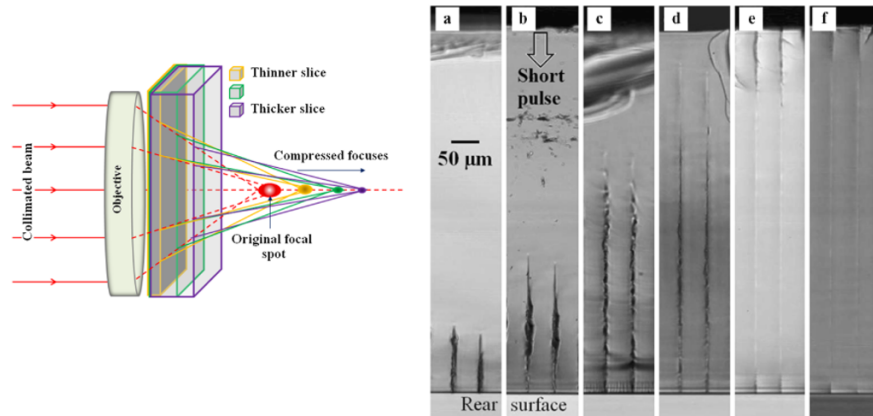 Thinner slice
Thicker slice
Collimated beam
Objective
Compressed focuses
Original focal
spot
a
b
c
d
e
f
Short
pulse
50 μm
Rear surface